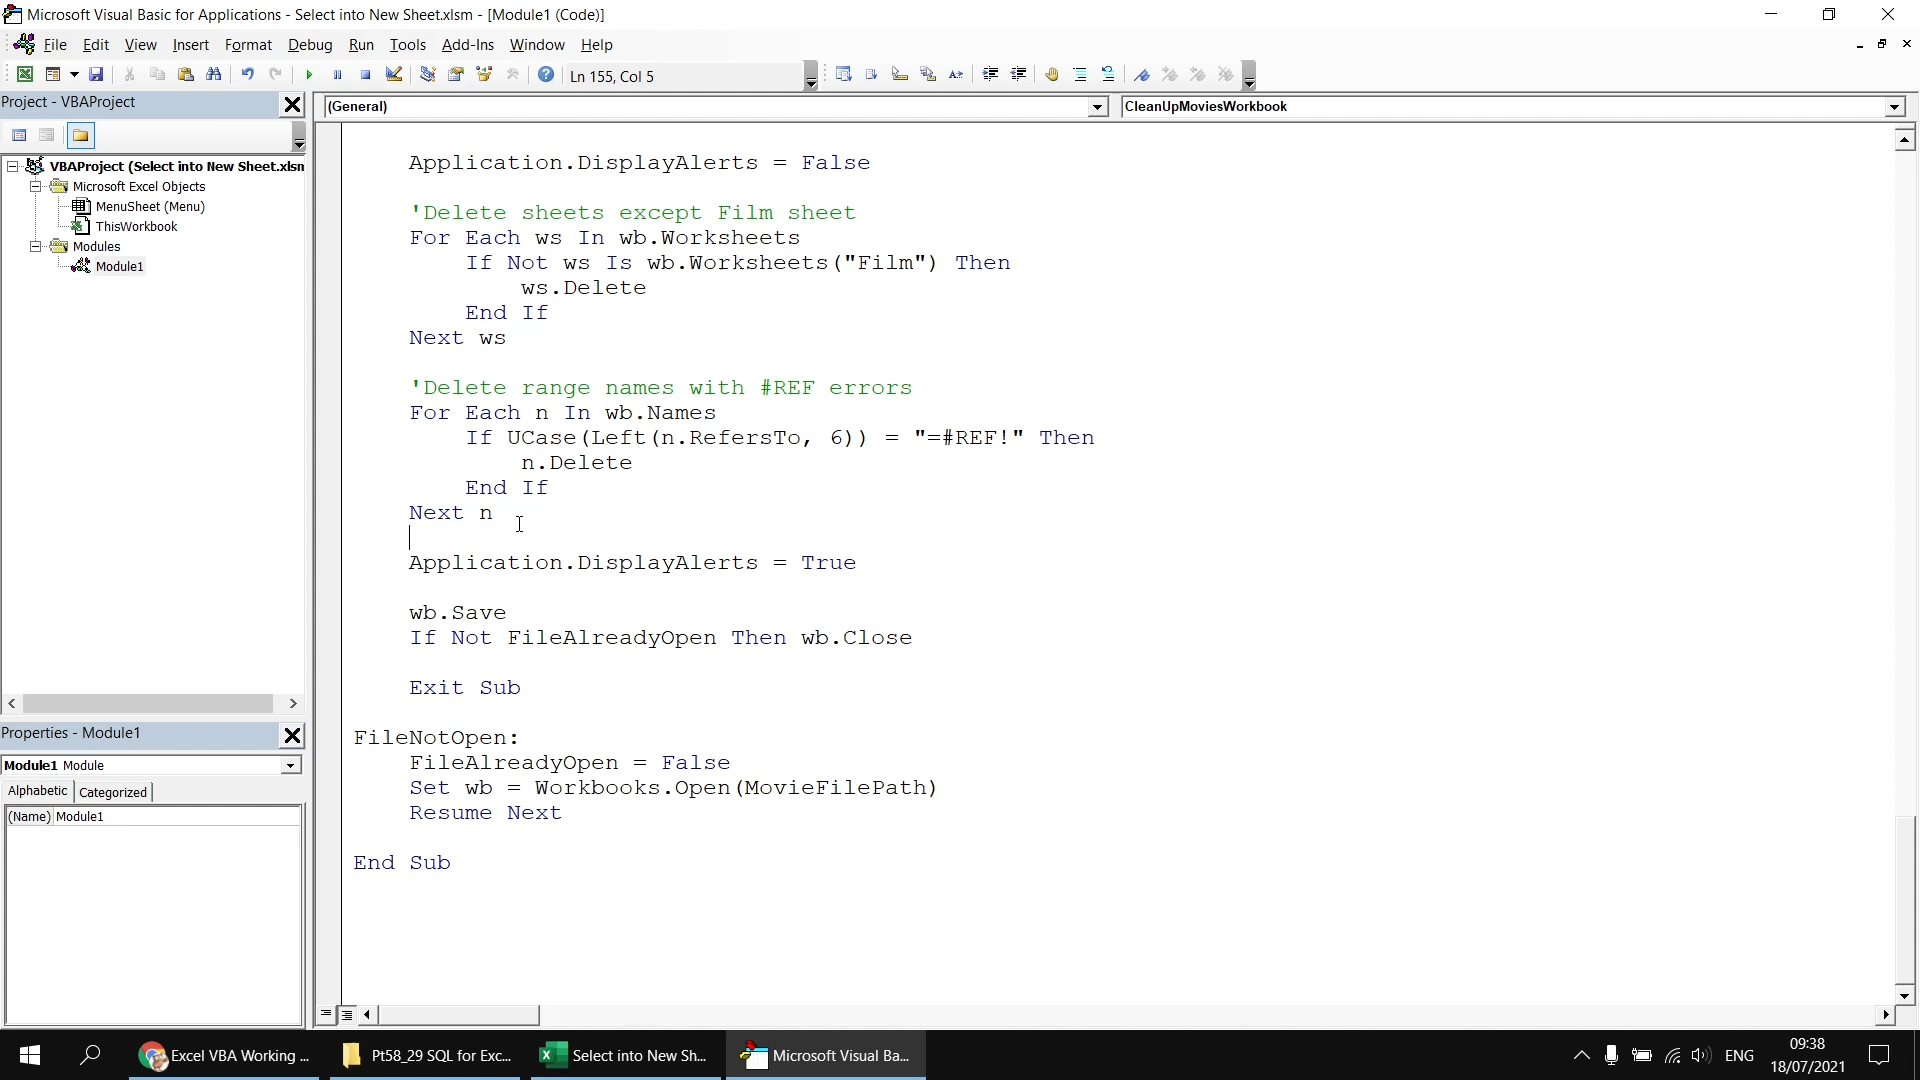 Microsoft Visual Basic for Applications - Select into New Sheet.xlsm - [Module1 (Code)]
File Edit View Insert Format Debug Run Tools Add-Ins Window Help
Ln 155, Col 5
Project - VBAProject
(General)
CleanUpMoviesWorkbook
VBAProject (Select into New Sheet.xlsm
Microsoft Excel Objects
MenuSheet (Menu)
ThisWorkbook
Modules
Module1
Application.DisplayAlerts = False
'Delete sheets except Film sheet
For Each ws In wb.Worksheets
If Not ws Is wb.Worksheets("Film") Then
ws.Delete
End If
Next ws
'Delete range names with #REF errors
For Each n In wb.Names
If UCase(Left(n.RefersTo, 6)) = "=#REF!" Then
n.Delete
End If
Next n
Application.DisplayAlerts = True
wb.Save
If Not FileAlreadyOpen Then wb.Close
Exit Sub
FileNotOpen:
FileAlreadyOpen = False
Set wb = Workbooks.Open(MovieFilePath)
Resume Next
End Sub
Properties - Module1
Module1 Module
Alphabetic Categorized
(Name) Module1
Excel VBA Working ...
Pt58_29 SQL for Exc...
Select into New Sh...
Microsoft Visual Ba...
ENG
09:38
18/07/2021